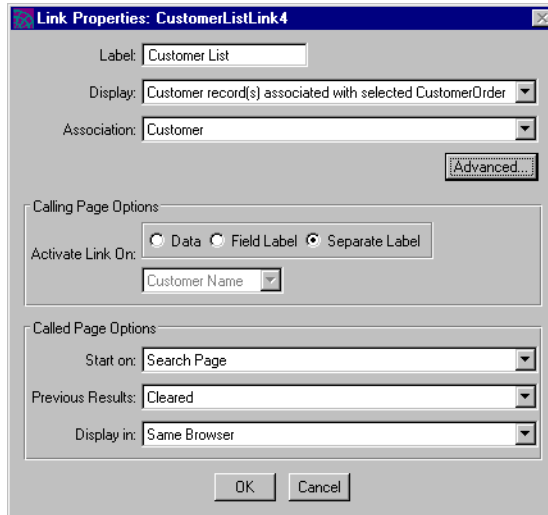 Link Properties: CustomerListLink4
Label: Customer List
Display: Customer record(s) associated with selected CustomerOrder
Association: Customer
Advanced...
Calling Page Options
Activate Link On: Data Field Label Separate Label
Customer Name
Called Page Options
Start on: Search Page
Previous Results: Cleared
Display in: Same Browser
OK Cancel